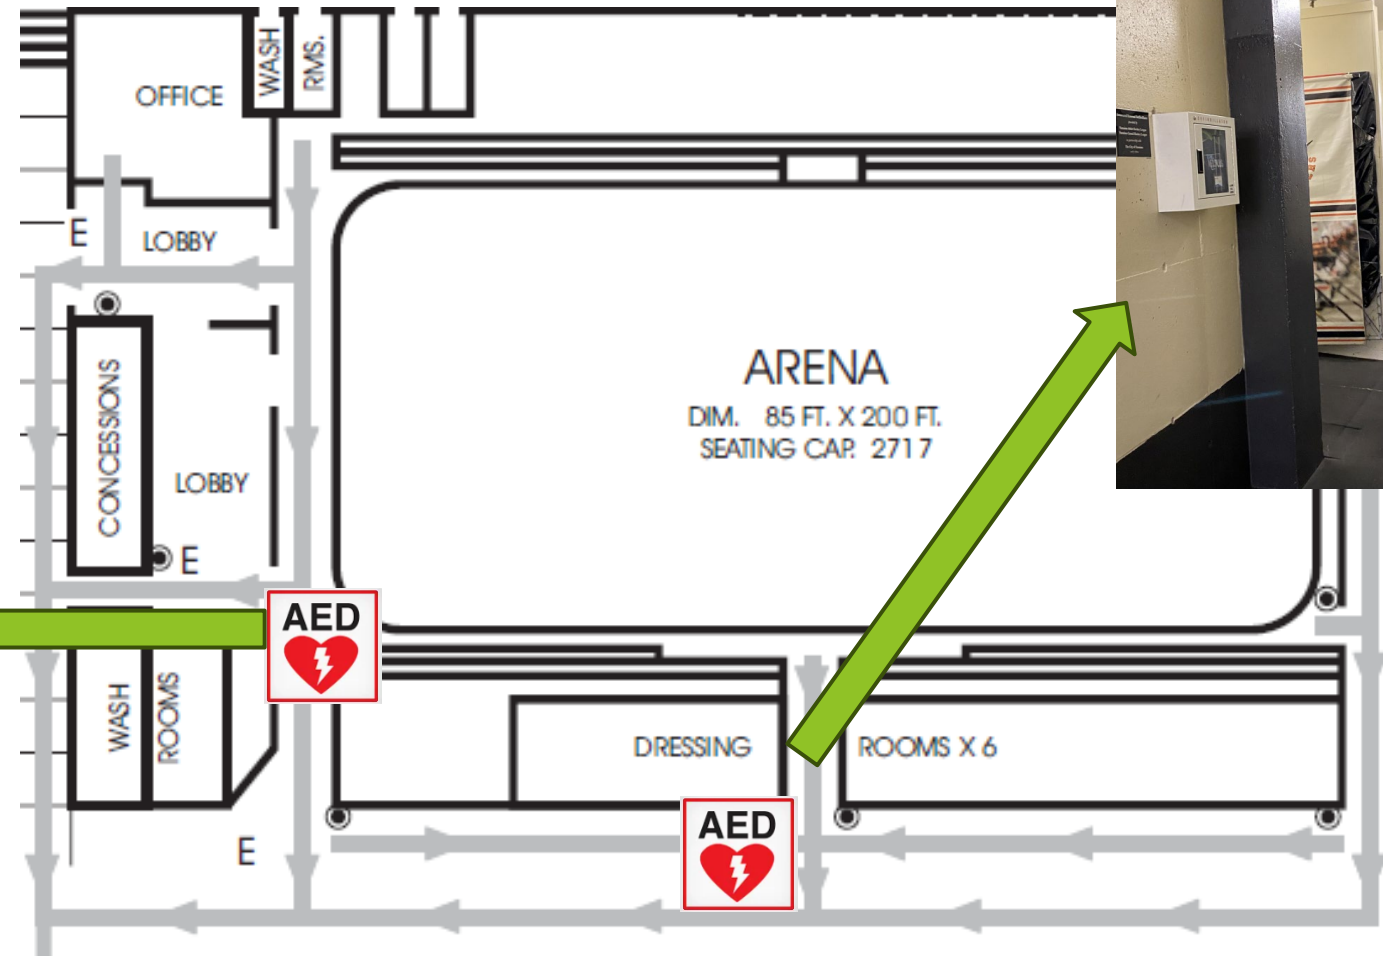 OFFICE
WASH
RMS.
E
LOBBY
CONCESSIONS
LOBBY
E
ARENA
DIM. 85 FT. X 200 FT.
SEATING CAP. 2717
AED
WASH
ROOMS
DRESSING
ROOMS X 6
AED
E